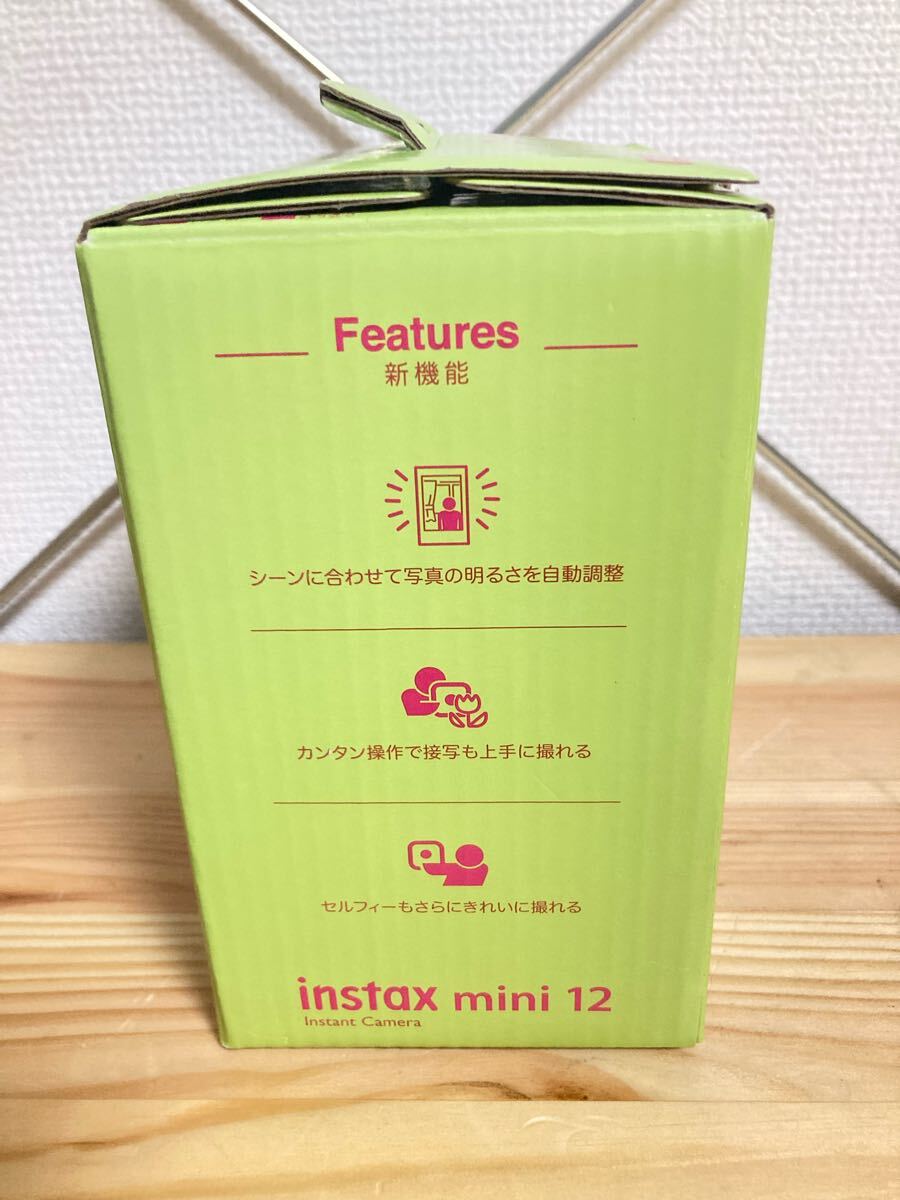 Features
新機能
シーンに合わせて写真の明るさを自動調整
カンタン操作で接写も上手に撮れる
セルフィーもさらにきれいに撮れる
instax mini 12
Instant Camera